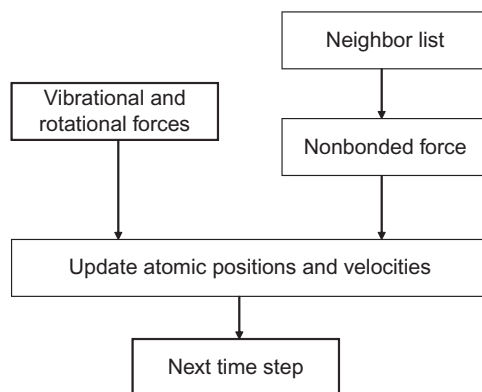 Neighbor list
Vibrational and
rotational forces
Nonbonded force
Update atomic positions and velocities
Next time step